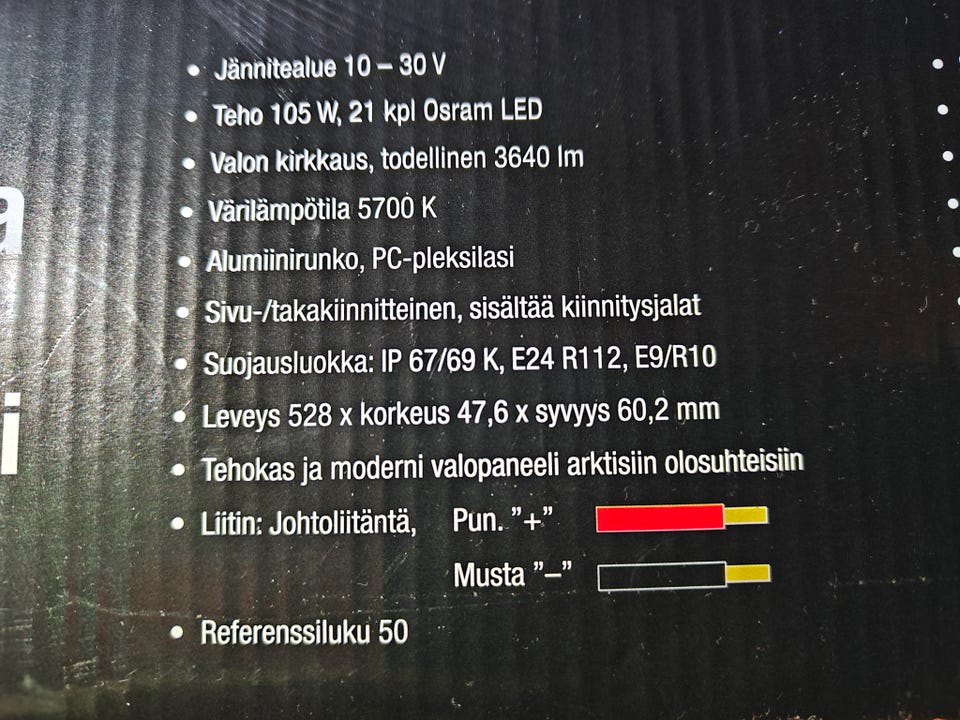 • Jännitealue 10 – 30 V
• Teho 105 W, 21 kpl Osram LED
• Valon kirkkaus, todellinen 3640 lm
• Värilämpötila 5700 K
• Alumiinirunko, PC-pleksilasi
• Sivu-/takakiinnitteinen, sisältää kiinnitysjalat
• Suojausluokka: IP 67/69 K, E24 R112, E9/R10
• Leveys 528 x korkeus 47,6 x syvyys 60,2 mm
• Tehokas ja moderni valopaneeli arktisiin olosuhteisiin
• Liitin: Johtoliitäntä, Pun. ”+”
Musta ”–”
• Referenssiluku 50